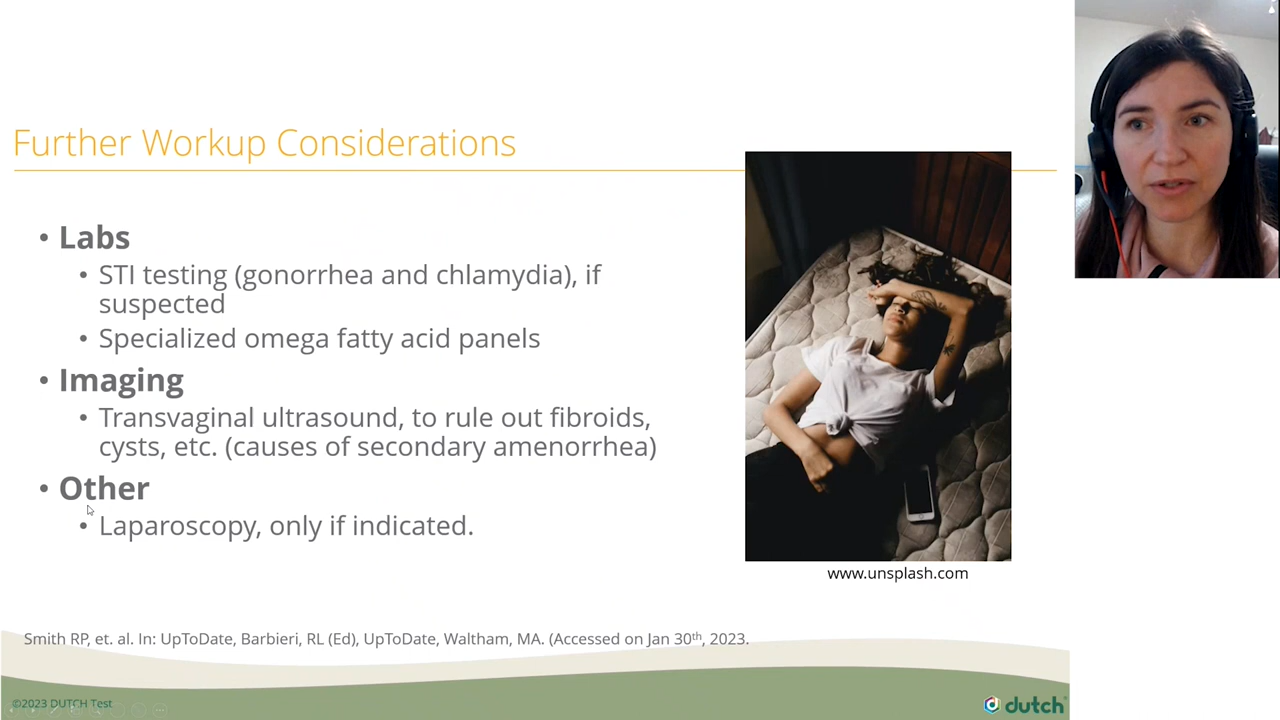 Further Workup Considerations
• Labs
• STI testing (gonorrhea and chlamydia), if
suspected
• Specialized omega fatty acid panels
• Imaging
• Transvaginal ultrasound, to rule out fibroids,
cysts, etc. (causes of secondary amenorrhea)
• Other
• Laparoscopy, only if indicated.
www.unsplash.com
Smith RP, et. al. In: UpToDate, Barbieri, RL (Ed), UpToDate, Waltham, MA. (Accessed on Jan 30th, 2023.
©2023 DUTCH Test
dutch